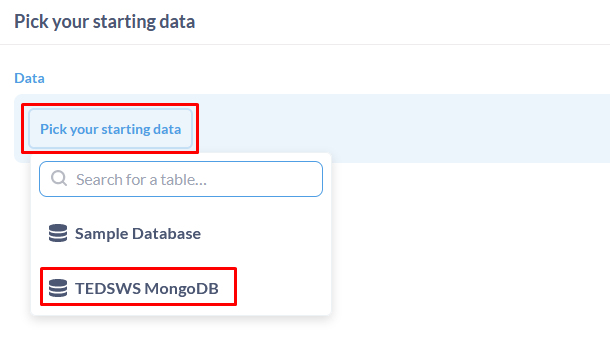 Pick your starting data
Data
Pick your starting data
Search for a table...
Sample Database
TEDSWS MongoDB